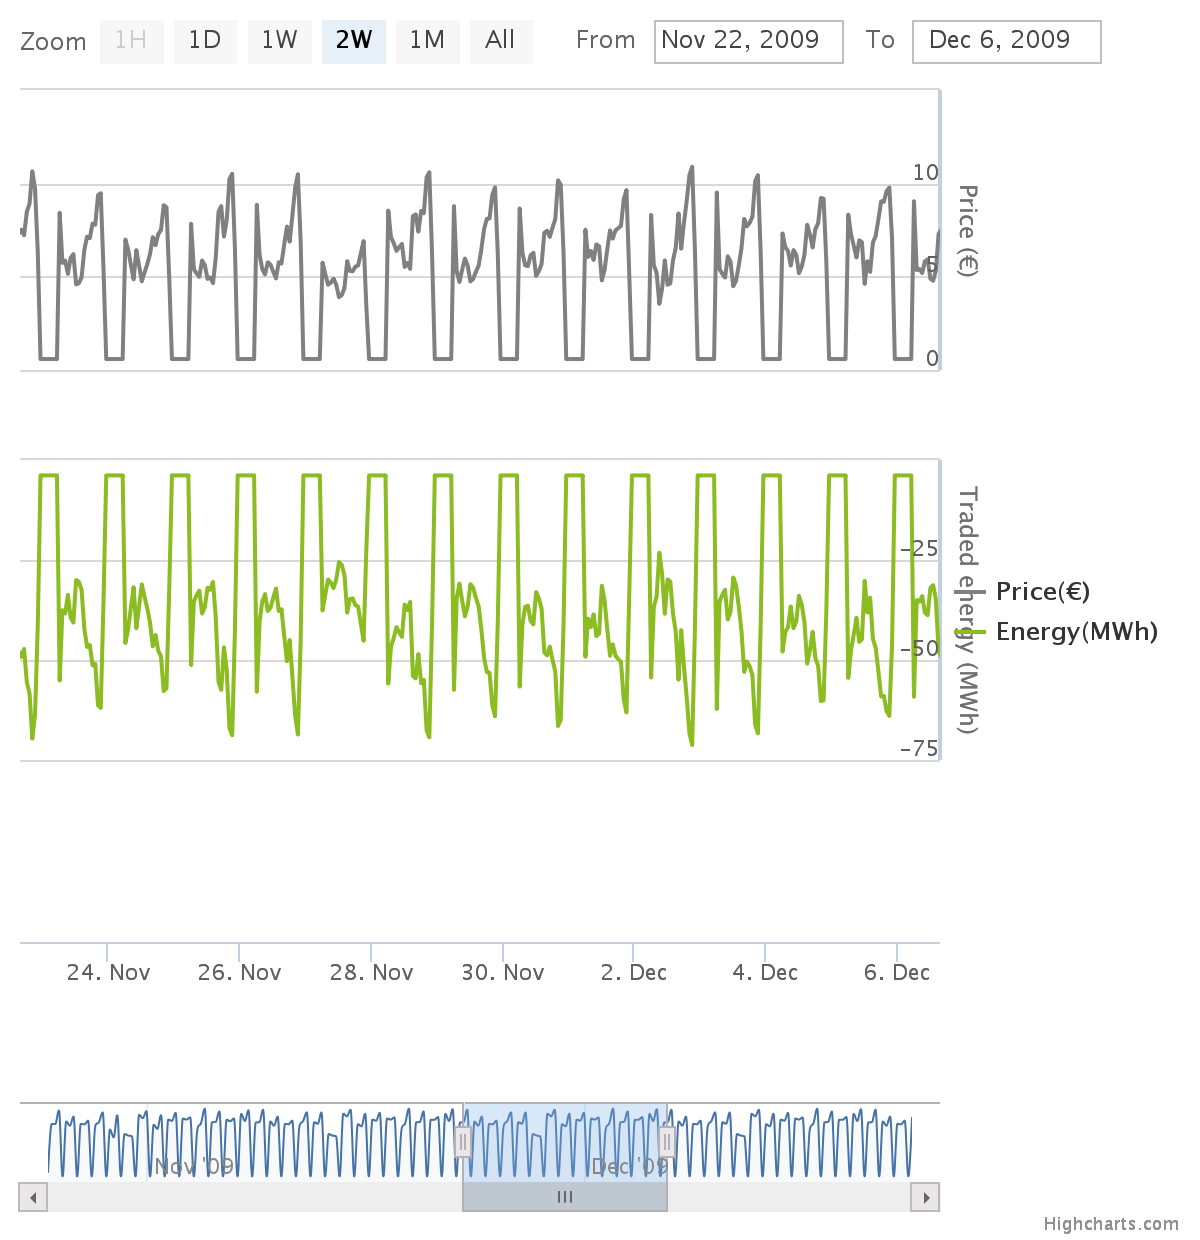 Zoom 1H 1D 1W 2W 1M All From Nov 22, 2009 To Dec 6, 2009
10
5
0
Price (€)
-25
-50
-75
Traded energy (MWh)
Price(€)
Energy(MWh)
24. Nov 26. Nov 28. Nov 30. Nov 2. Dec 4. Dec 6. Dec
Nov '09 Dec '09
Highcharts.com